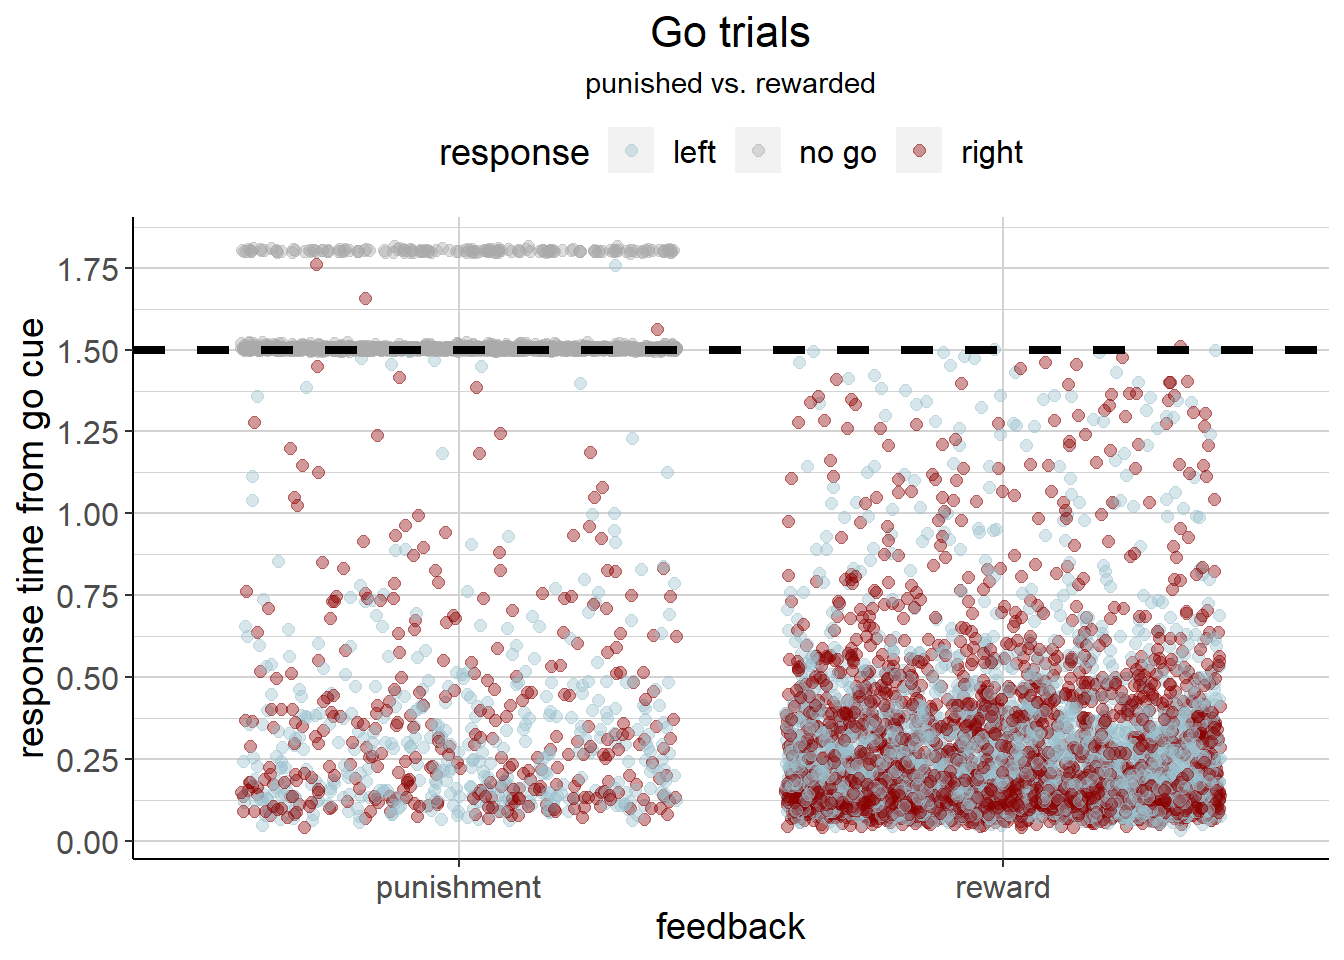 Go trials
punished vs. rewarded
response left no go right
response time from go cue
1.75
1.50
1.25
1.00
0.75
0.50
0.25
0.00
punishment reward
feedback